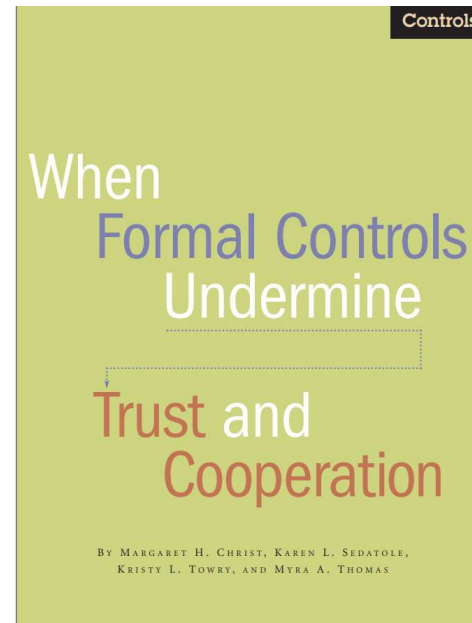 Controls
When
Formal Controls
Undermine
Trust and
Cooperation
BY MARGARET H. CHRIST, KAREN L. SEDATOLE,
KRISTY L. TOWRY, AND MYRA A. THOMAS